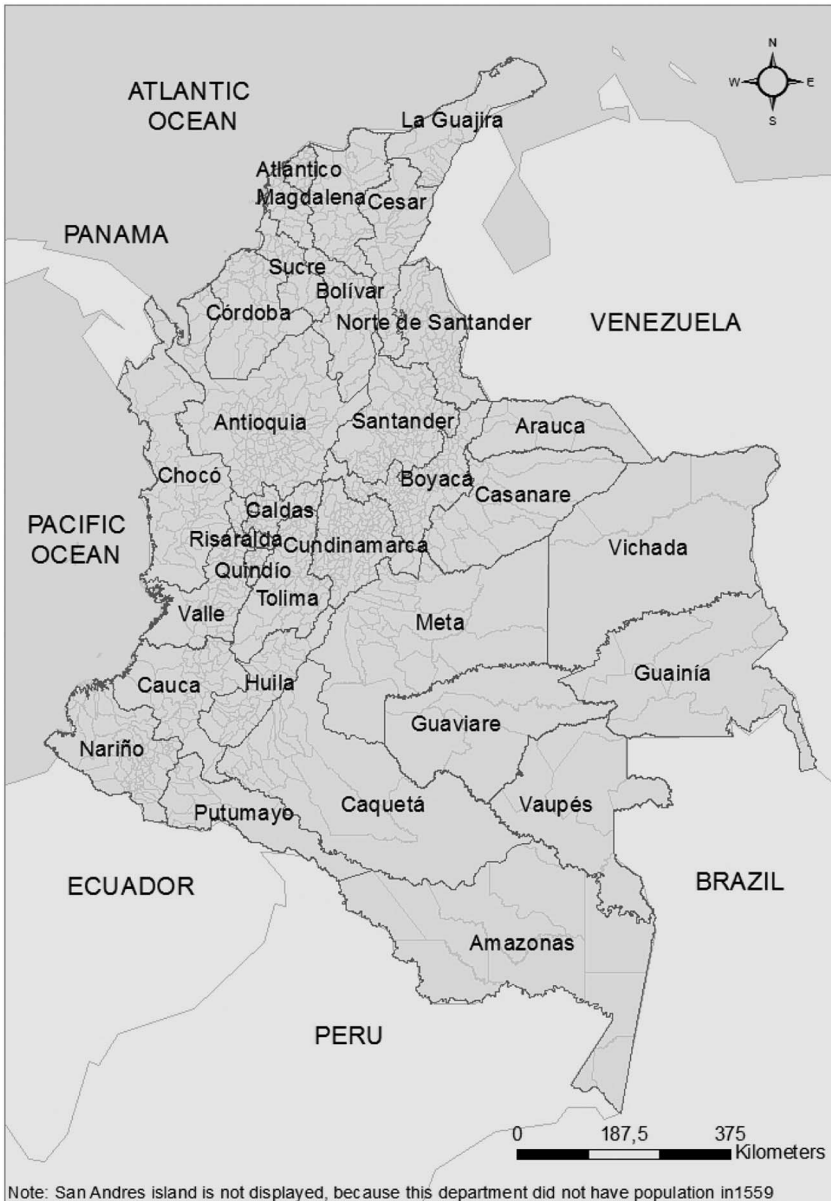 N
W E
S
ATLANTIC
OCEAN
La Guajira
Atlántico
Magdalena
Cesar
PANAMA
Sucre
Bolívar
Córdoba
Norte de Santander
VENEZUELA
Antioquia
Santander
Arauca
Chocó
Boyacá
Casanare
Caldas
PACIFIC
OCEAN
Risaralda
Cundinamarca
Vichada
Quindío
Tolima
Valle
Meta
Cauca
Huila
Guainía
Nariño
Guaviare
Putumayo
Caquetá
Vaupés
ECUADOR
BRAZIL
Amazonas
PERU
0 187,5 375
Kilometers
Note: San Andres island is not displayed, because this department did not have population in1559